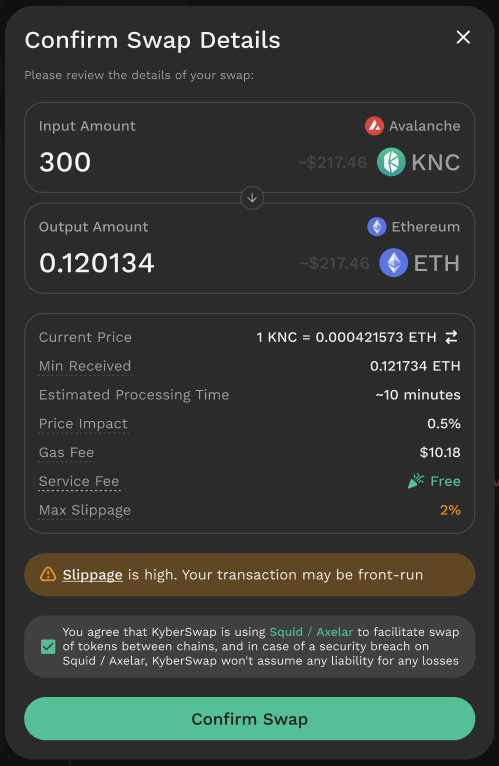 Confirm Swap Details
Please review the details of your swap:
Input Amount Avalanche
300 ~$217.46 KNC
Output Amount Ethereum
0.120134 ~$217.46 ETH
Current Price 1 KNC = 0.000421573 ETH
Min Received 0.121734 ETH
Estimated Processing Time ~10 minutes
Price Impact 0.5%
Gas Fee $10.18
Service Fee Free
Max Slippage 2%
Slippage is high. Your transaction may be front-run
You agree that KyberSwap is using Squid / Axelar to facilitate swap
of tokens between chains, and in case of a security breach on
Squid / Axelar, KyberSwap won't assume any liability for any losses
Confirm Swap